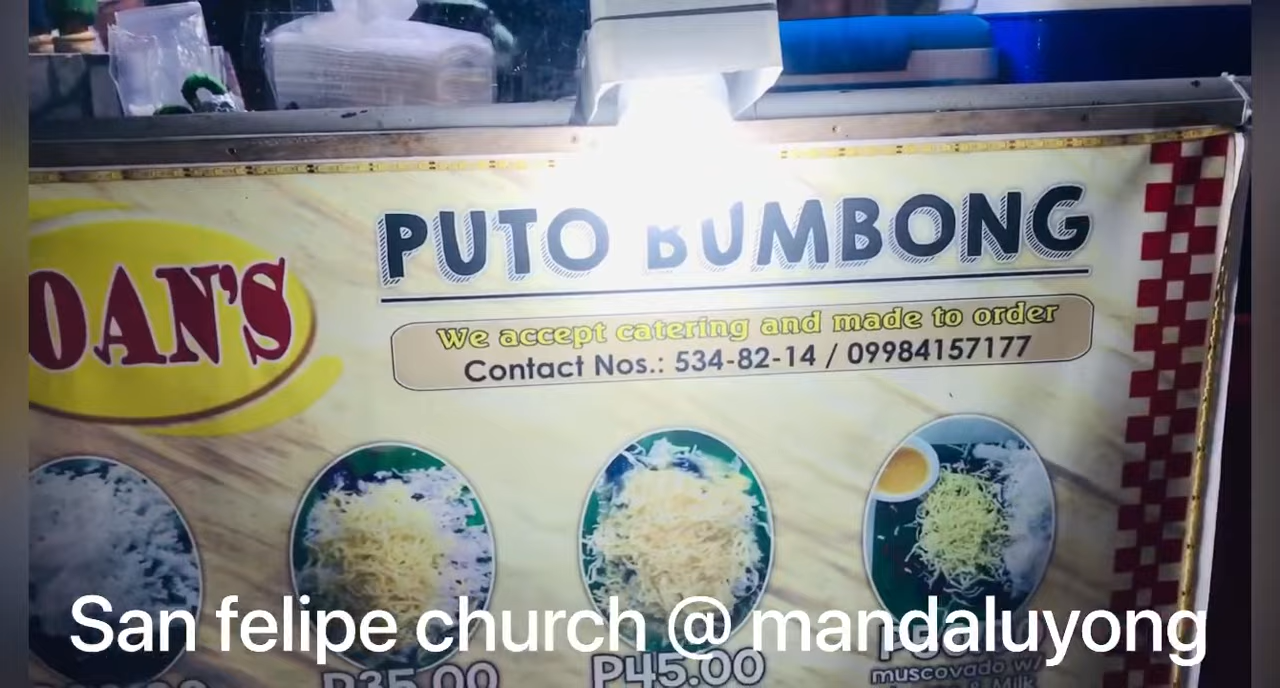 OAN'S
PUTO BUMBONG
We accept catering and made to order
Contact Nos.: 534-82-14 / 09984157177
San felipe church @ mandaluyong
P35.00
P45.00
muscovado w/
& Milk